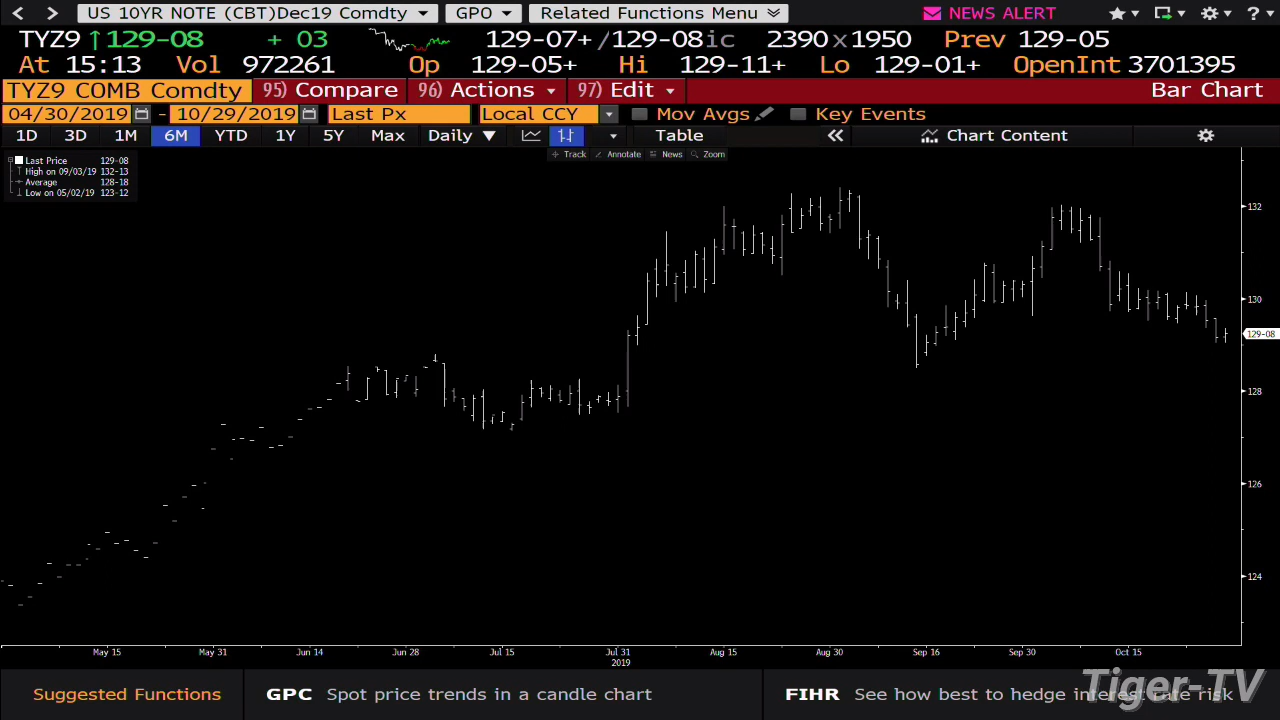 US 10YR NOTE (CBT)Dec19 Comdty GPO Related Functions Menu NEWS ALERT ?
TYZ9 ↑129-08 + 03 129-07+/129-08ic 2390x1950 Prev 129-05
At 15:13 Vol 972261 Op 129-05+ Hi 129-11+ Lo 129-01+ OpenInt 3701395
TYZ9 COMB Comdty 95) Compare 96) Actions 97) Edit Bar Chart
04/30/2019 - 10/29/2019 Last Px Local CCY Mov Avgs Key Events
1D 3D 1M 6M YTD 1Y 5Y Max Daily ▼ Table « Chart Content
Track Annotate News Zoom
Last Price 129-08
High on 09/03/19 132-13
Average 128-18
Low on 05/02/19 123-12
132
130
129-08
128
126
124
May 15 May 31 Jun 14 Jun 28 Jul 15 Jul 31 Aug 15 Aug 30 Sep 16 Sep 30 Oct 15
2019
Suggested Functions GPC Spot price trends in a candle chart FIHR See how best to hedge interest rate risk
Tiger-TV